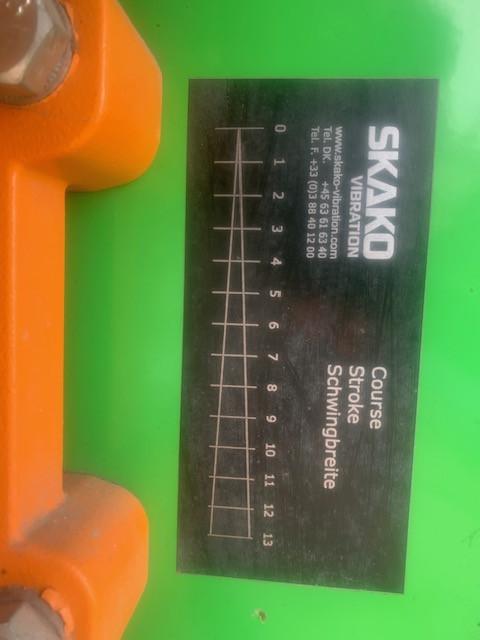 SKAKO
VIBRATION
www.skako-vibration.com
Tel. DK. +45 63 61 63 40
Tel. F. +33 (0)3 88 40 12 00
Course
Stroke
Schwingbreite
0 1 2 3 4 5 6 7 8 9 10 11 12 13